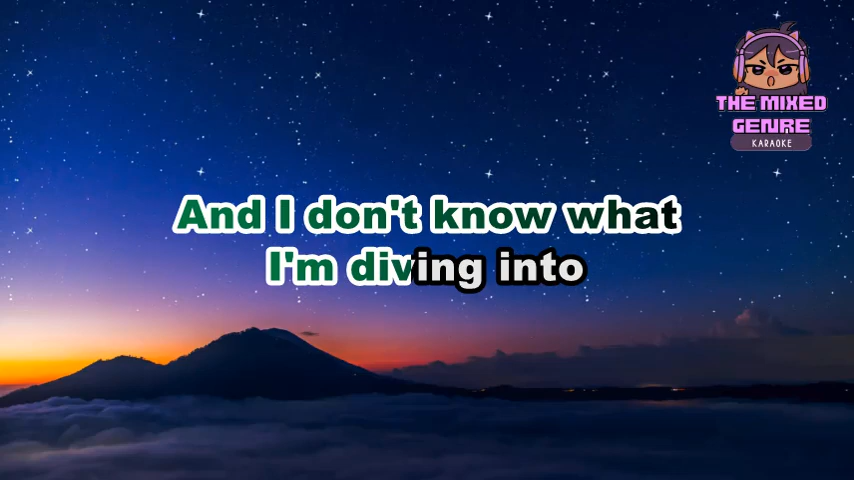 THE MIXED
GENRE
KARAOKE
And I don't know what
I'm diving into